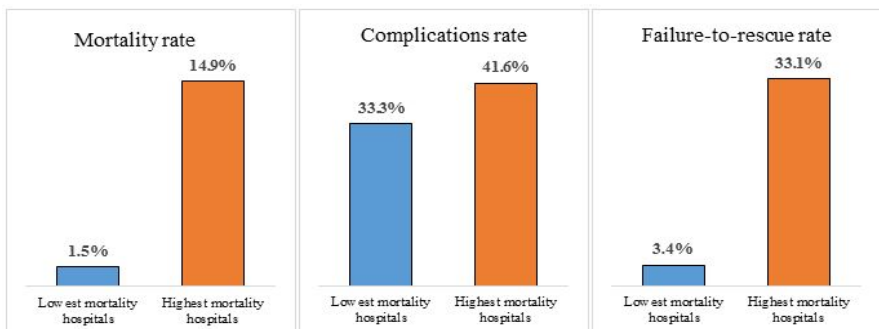 Mortality rate
14.9%
1.5%
Lowest mortality
hospitals
Highest mortality
hospitals
Complications rate
41.6%
33.3%
Lowest mortality
hospitals
Highest mortality
hospitals
Failure-to-rescue rate
33.1%
3.4%
Lowest mortality
hospitals
Highest mortality
hospitals